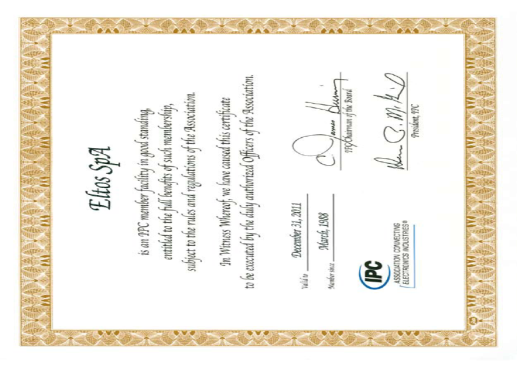 Eltos SpA
is an IPC member facility in good standing,
entitled to the full benefits of such membership,
subject to the rules and regulations of the Association.
In Witness Whereof, we have caused this certificate
to be executed by the duly authorized Officers of the Association.
Valid to December 31, 2011
Member since March, 1988
IPC Chairman of the Board
President, IPC
IPC
ASSOCIATION CONNECTING
ELECTRONICS INDUSTRIES®